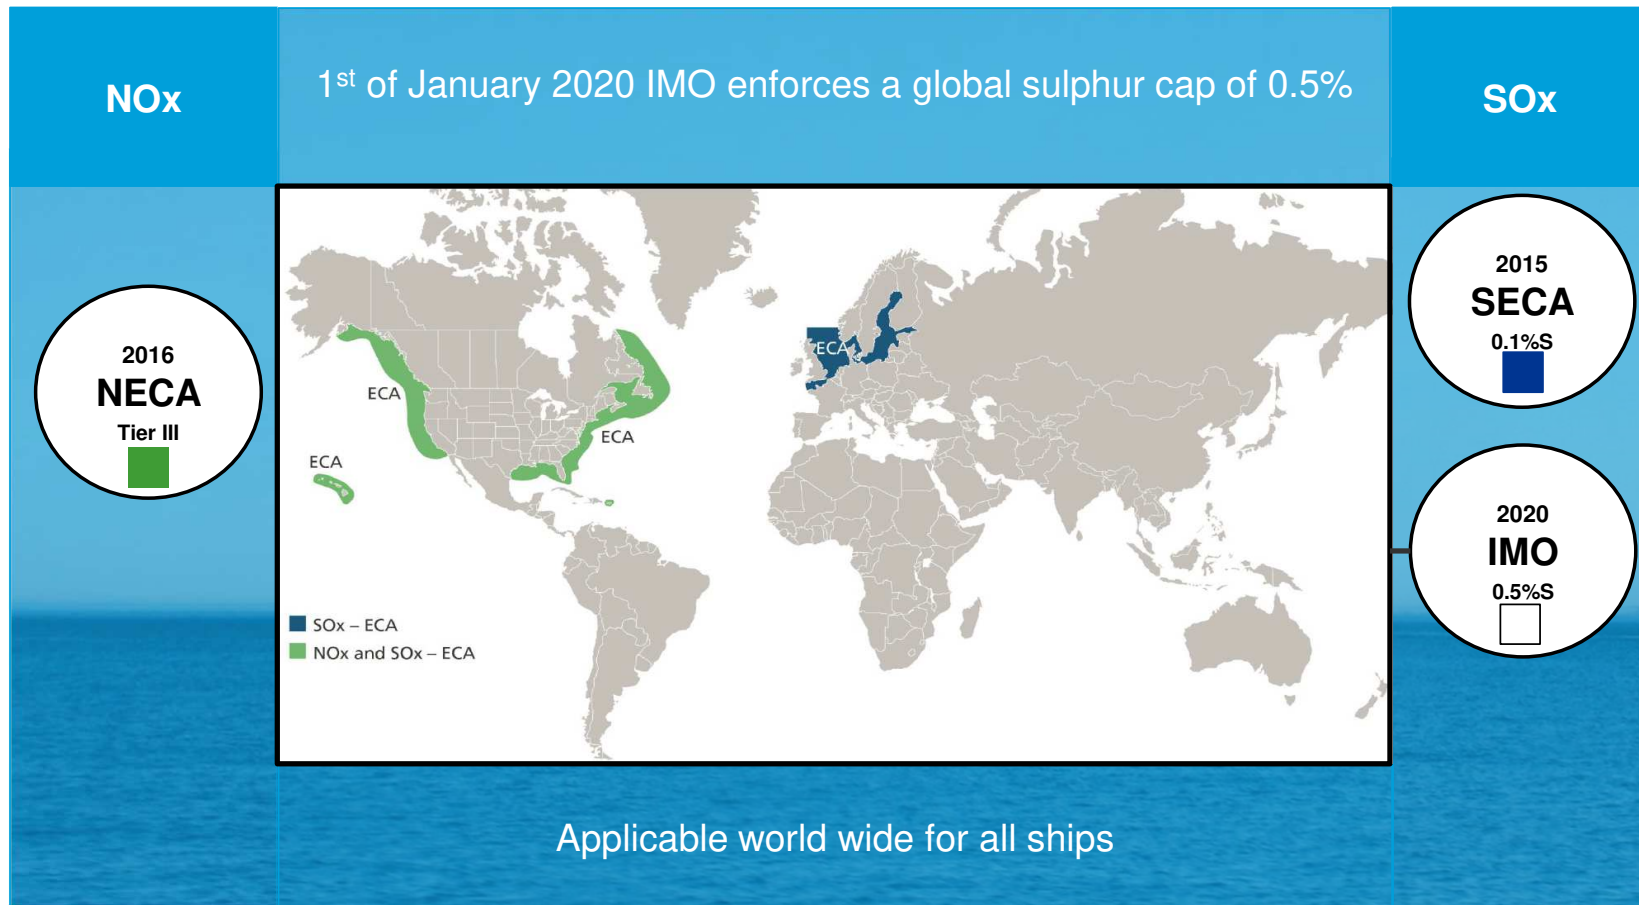 NOx
1st of January 2020 IMO enforces a global sulphur cap of 0.5%
SOx
2016
NECA
Tier III
ECA
ECA
ECA
ECA
SOx – ECA
NOx and SOx – ECA
2015
SECA
0.1%S
2020
IMO
0.5%S
Applicable world wide for all ships